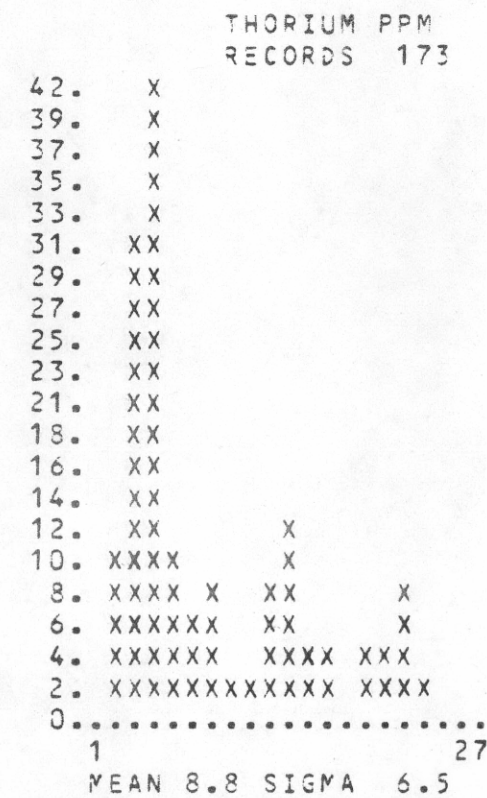 THORIUM PPM
RECORDS 173
42. X
39. X
37. X
35. X
33. X
31. XX
29. XX
27. XX
25. XX
23. XX
21. XX
18. XX
16. XX
14. XX
12. XX X
10. XXXX X
8. XXXX X XX X
6. XXXXXX XX X
4. XXXXXX XXXX XXX
2. XXXXXXXXXXXX XXXX
0......................
1 27
MEAN 8.8 SIGMA 6.5